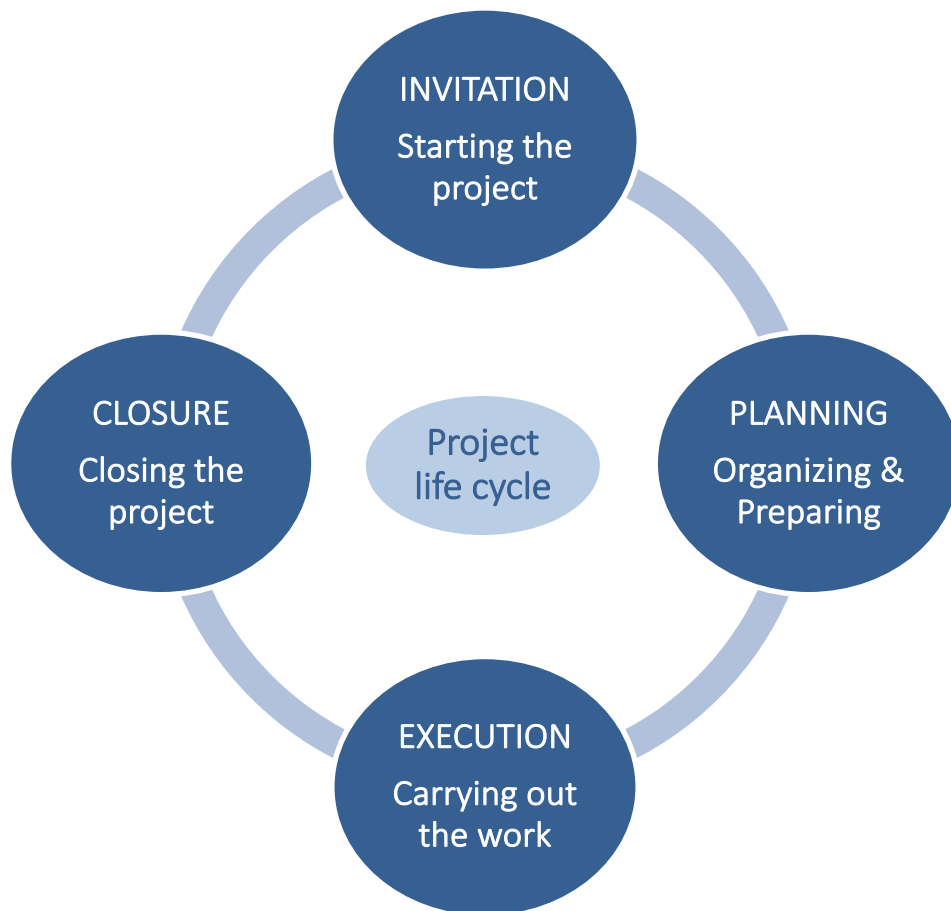 INVITATION
Starting the
project
CLOSURE
Closing the
project
Project
life cycle
PLANNING
Organizing &
Preparing
EXECUTION
Carrying out
the work